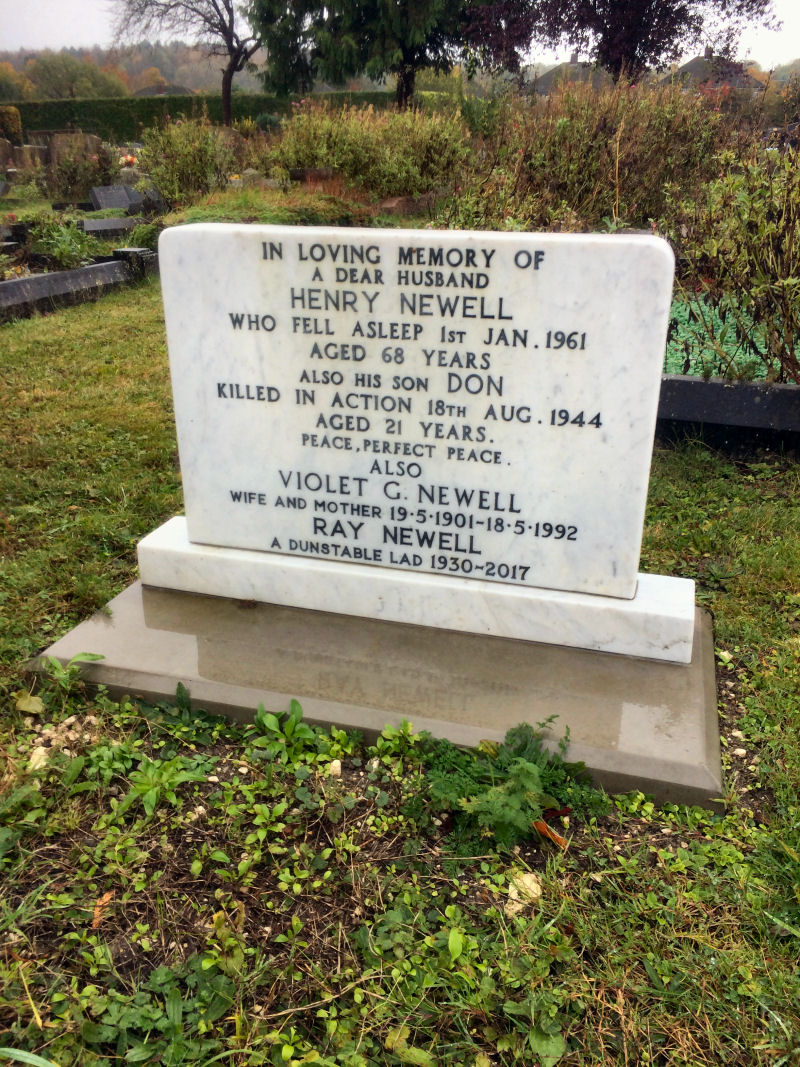 IN LOVING MEMORY OF
A DEAR HUSBAND
HENRY NEWELL
WHO FELL ASLEEP 1ST JAN. 1961
AGED 68 YEARS
ALSO HIS SON DON
KILLED IN ACTION 18TH AUG. 1944
AGED 21 YEARS.
PEACE, PERFECT PEACE.
ALSO
VIOLET G. NEWELL
WIFE AND MOTHER 19·5·1901-18·5·1992
RAY NEWELL
A DUNSTABLE LAD 1930-2017